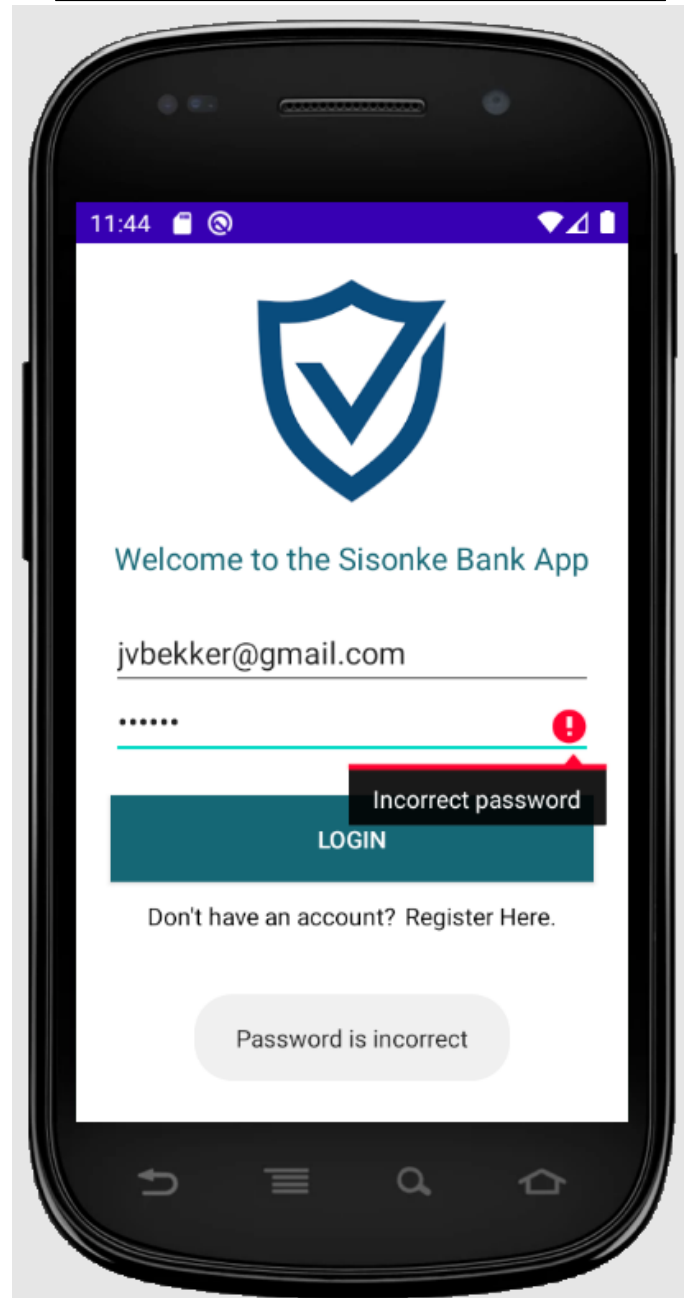 11:44
Welcome to the Sisonke Bank App
jvbekker@gmail.com
••••••
Incorrect password
LOGIN
Don't have an account? Register Here.
Password is incorrect